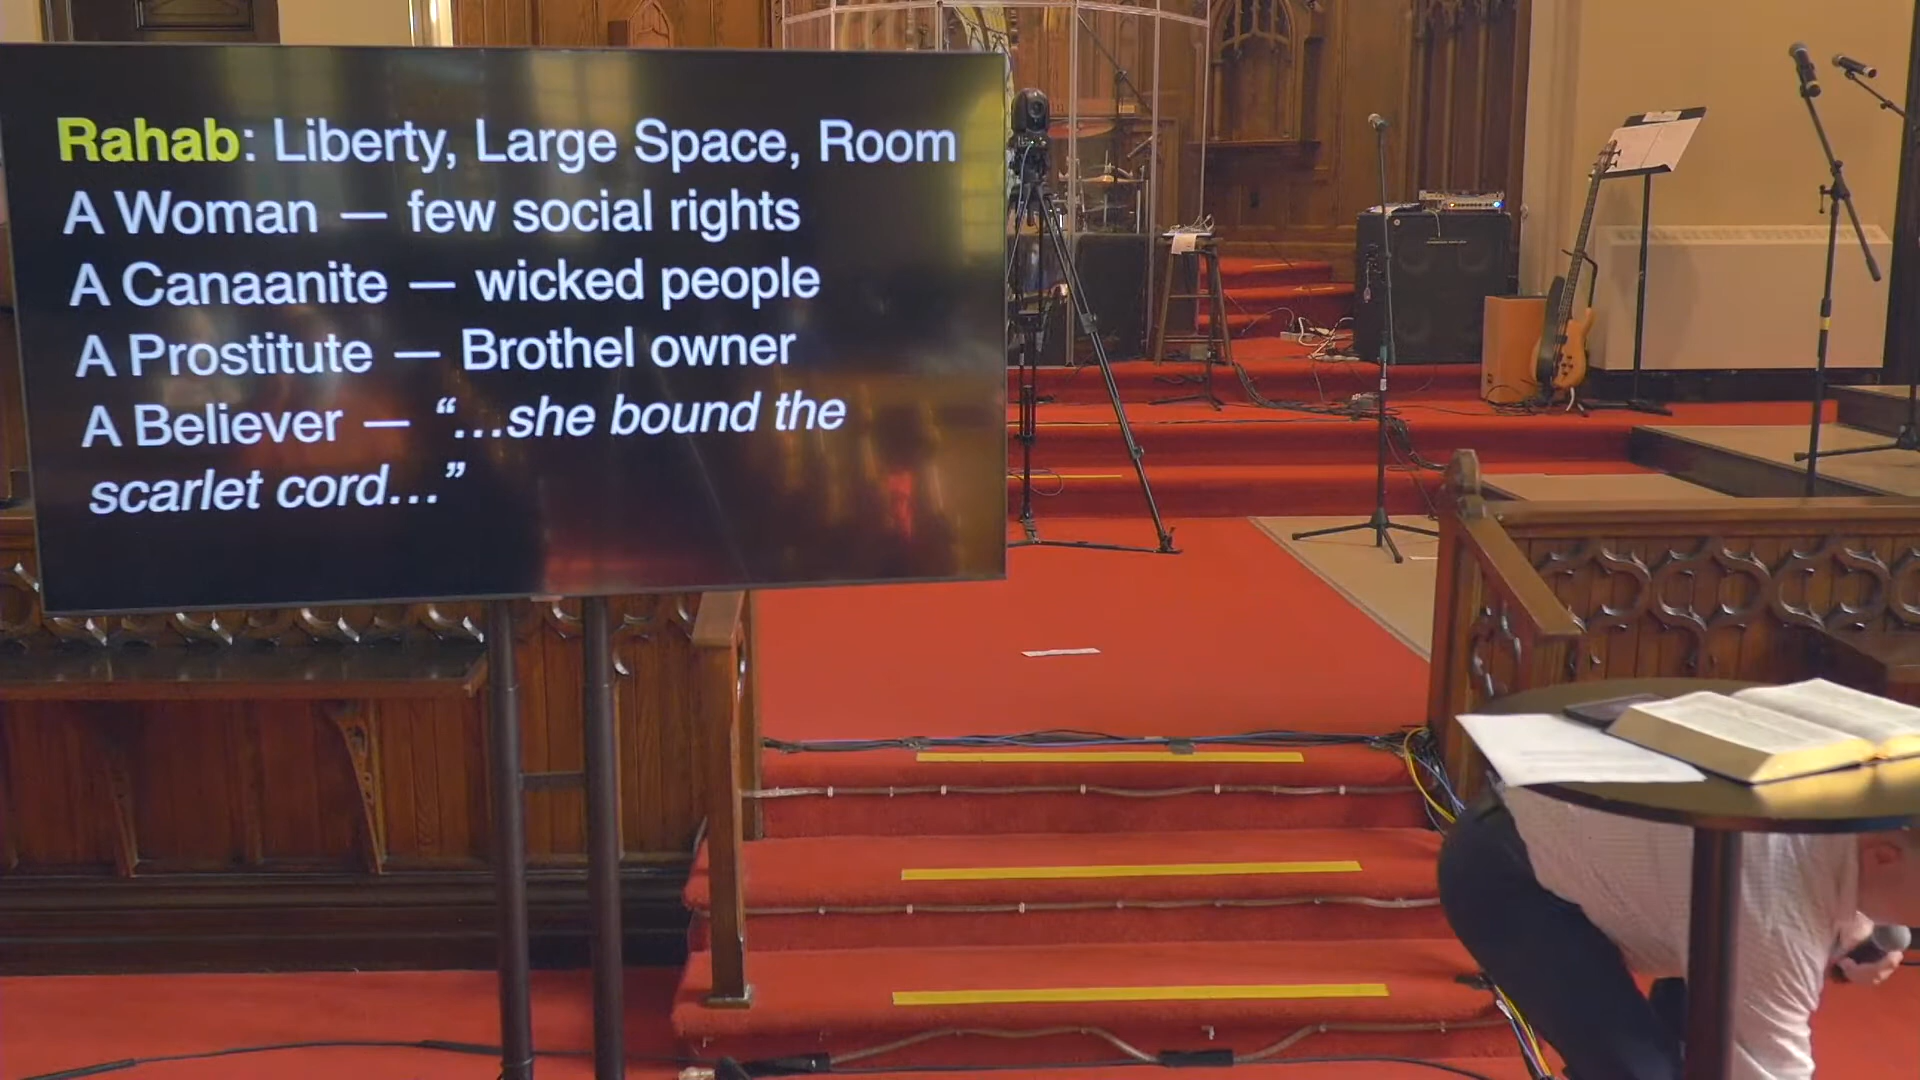 Rahab: Liberty, Large Space, Room
A Woman — few social rights
A Canaanite — wicked people
A Prostitute — Brothel owner
A Believer — “…she bound the
scarlet cord…”